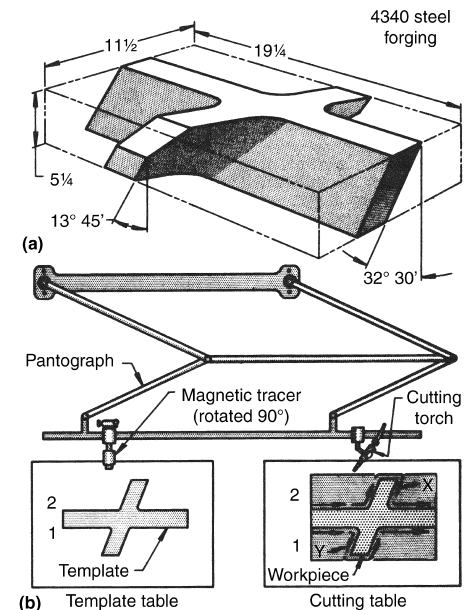 4340 steel
forging
11½
19¼
5¼
13° 45'
32° 30'
(a)
Pantograph
Magnetic tracer
(rotated 90°)
Cutting
torch
2
1
Template
2
1
X
Y
Workpiece
(b) Template table
Cutting table